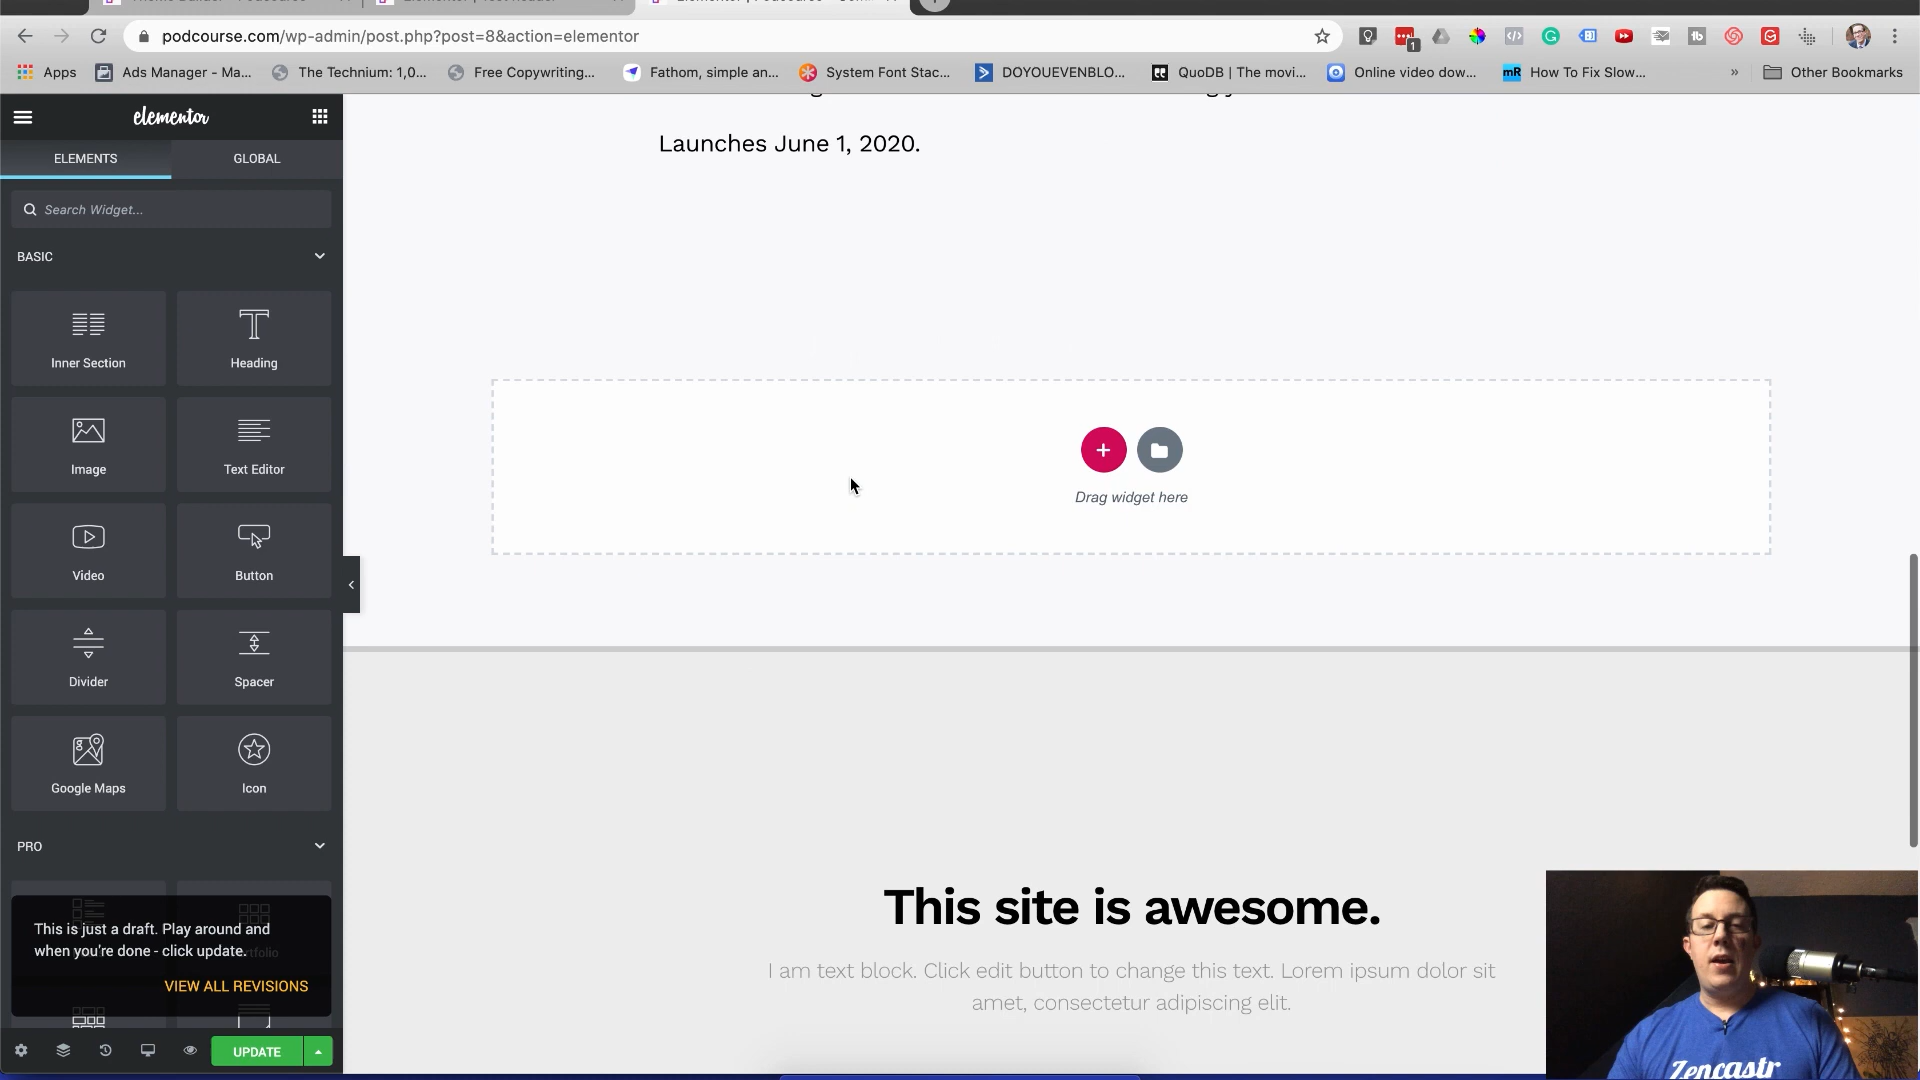 podcourse.com/wp-admin/post.php?post=8&action=elementor
1
Apps
Ads Manager - Ma...
The Technium: 1,0...
Free Copywriting...
Fathom, simple an...
System Font Stac...
DOYOUEVENBLO...
QuoDB | The movi...
Online video dow...
mR How To Fix Slow...
»
Other Bookmarks
elementor
ELEMENTS
GLOBAL
Search Widget...
BASIC
Inner Section
Heading
Image
Text Editor
Video
Button
Divider
Spacer
Google Maps
Icon
PRO
This is just a draft. Play around and
when you're done - click update.
VIEW ALL REVISIONS
UPDATE
Launches June 1, 2020.
Drag widget here
This site is awesome.
I am text block. Click edit button to change this text. Lorem ipsum dolor sit
amet, consectetur adipiscing elit.
Zencastr